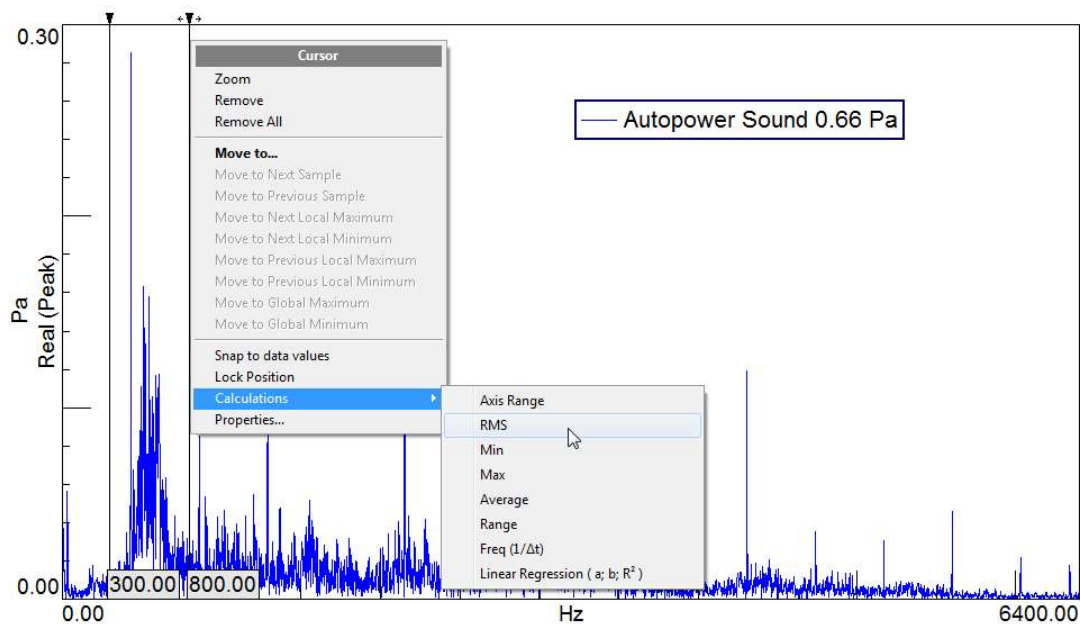 0.30
Pa
Real (Peak)
0.00
Cursor
Zoom
Remove
Remove All
Move to...
Move to Next Sample
Move to Previous Sample
Move to Next Local Maximum
Move to Next Local Minimum
Move to Previous Local Maximum
Move to Previous Local Minimum
Move to Global Maximum
Move to Global Minimum
Snap to data values
Lock Position
Calculations
Properties...
Autopower Sound 0.66 Pa
Axis Range
RMS
Min
Max
Average
Range
Freq (1/Δt)
Linear Regression ( a; b; R² )
300.00 800.00
0.00 Hz 6400.00